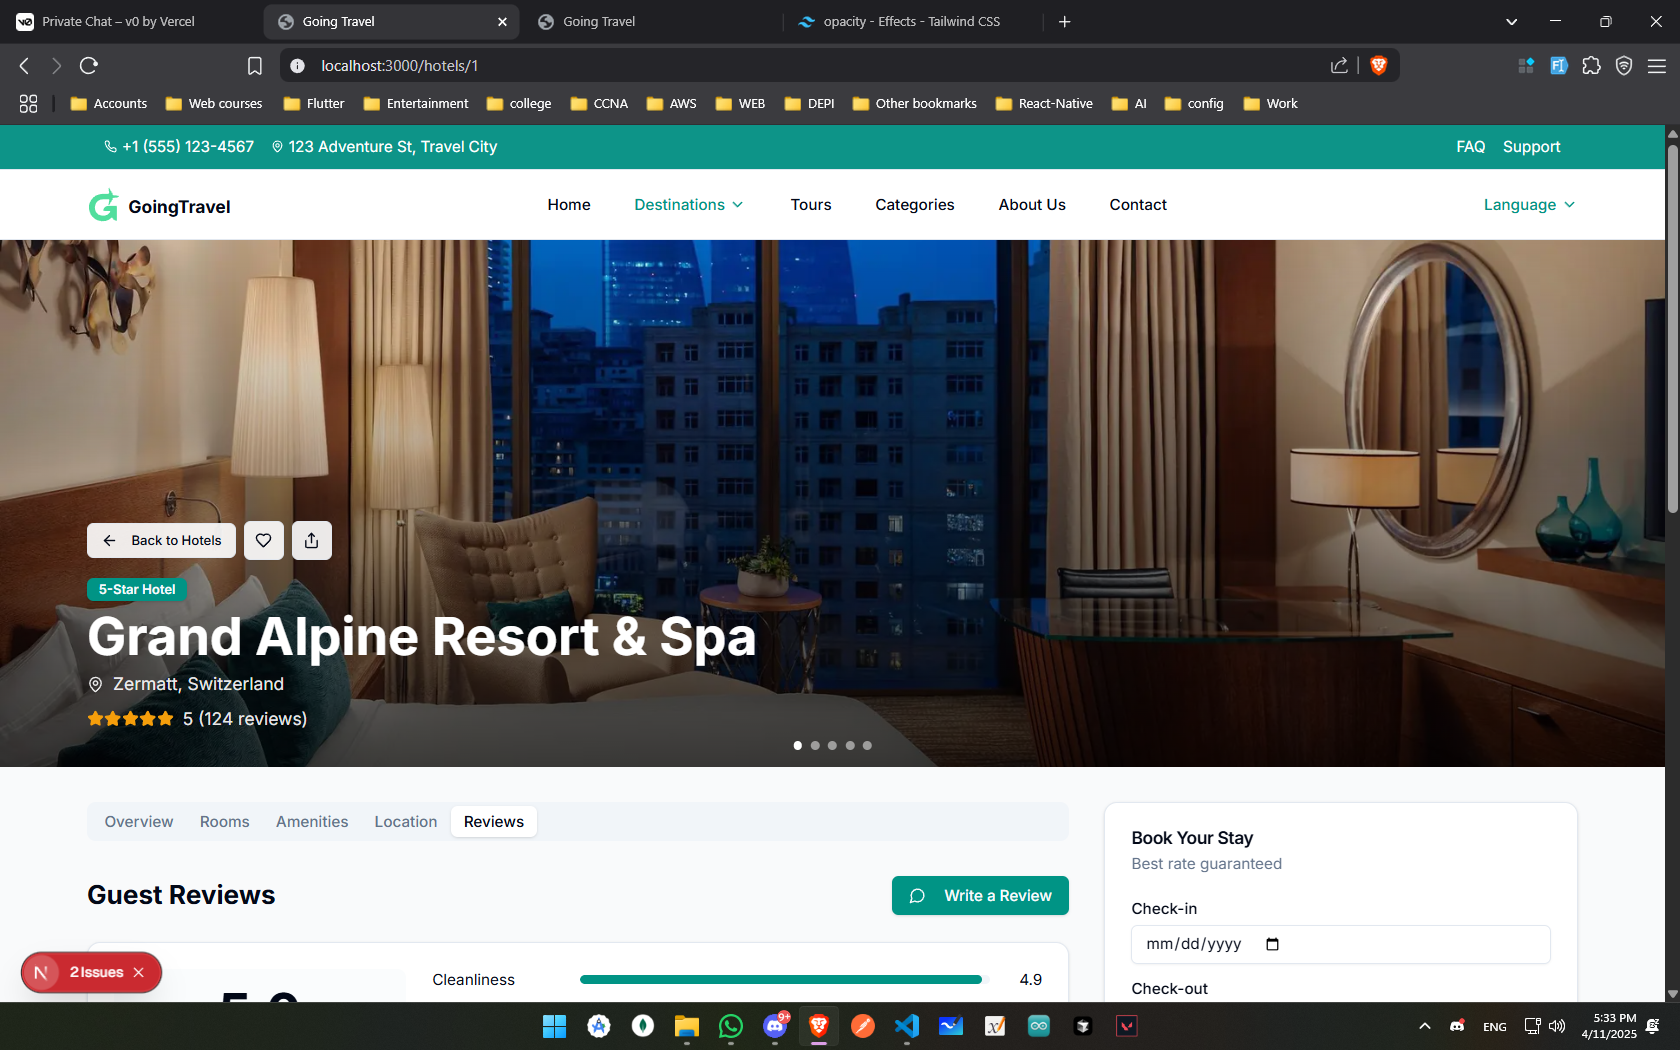 Private Chat – v0 by Vercel
Going Travel
Going Travel
opacity - Effects - Tailwind CSS
localhost:3000/hotels/1
Accounts
Web courses
Flutter
Entertainment
college
CCNA
AWS
WEB
DEPI
Other bookmarks
React-Native
AI
config
Work
+1 (555) 123-4567
123 Adventure St, Travel City
FAQ
Support
GoingTravel
Home
Destinations
Tours
Categories
About Us
Contact
Language
Back to Hotels
5-Star Hotel
Grand Alpine Resort & Spa
Zermatt, Switzerland
5 (124 reviews)
Overview
Rooms
Amenities
Location
Reviews
Guest Reviews
Write a Review
Cleanliness
4.9
Book Your Stay
Best rate guaranteed
Check-in
mm/dd/yyyy
Check-out
N
2 Issues
9+
ENG
5:33 PM
4/11/2025